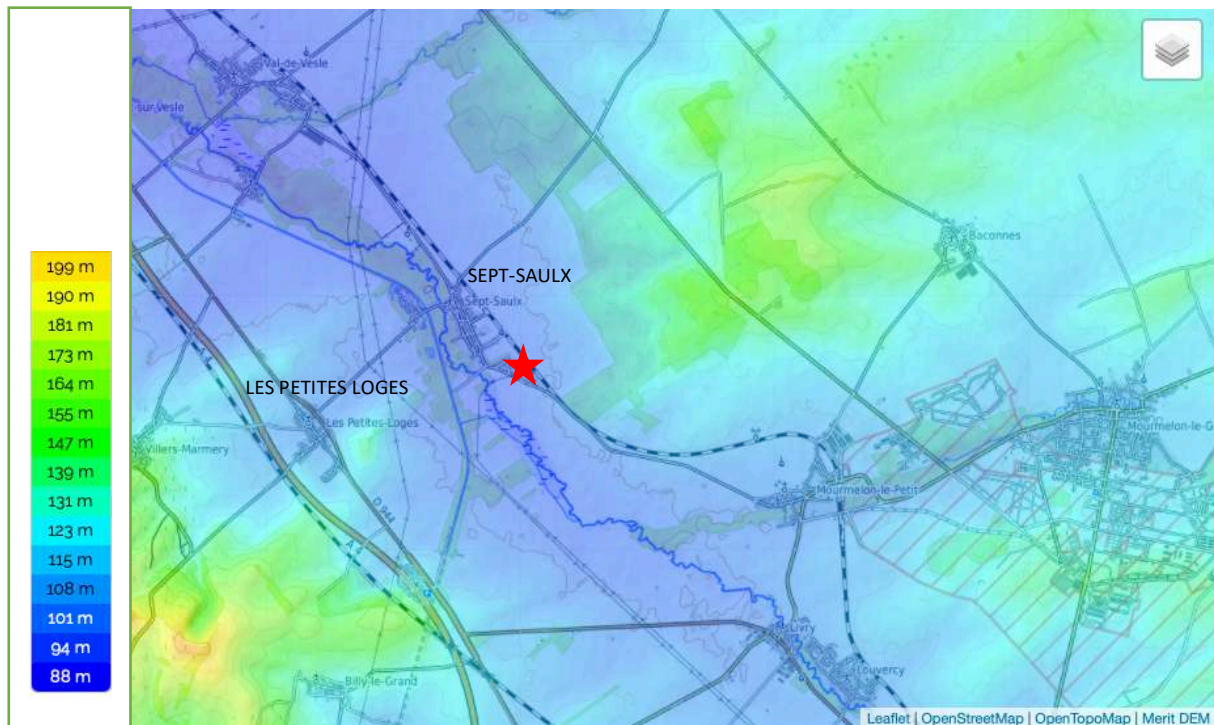 199 m
190 m
181 m
173 m
164 m
155 m
147 m
139 m
131 m
123 m
115 m
108 m
101 m
94 m
88 m
Val-de-Vesle
sur-Vesle
Baconnes
SEPT-SAULX
Sept-Saulx
LES PETITES LOGES
Les Petites-Loges
Villers-Marmery
Mourmelon-le-G
Mourmelon-le-Petit
D 944
A 4
Livry
Louvercy
Billy-le-Grand
Leaflet | OpenStreetMap | OpenTopoMap | Merit DEM